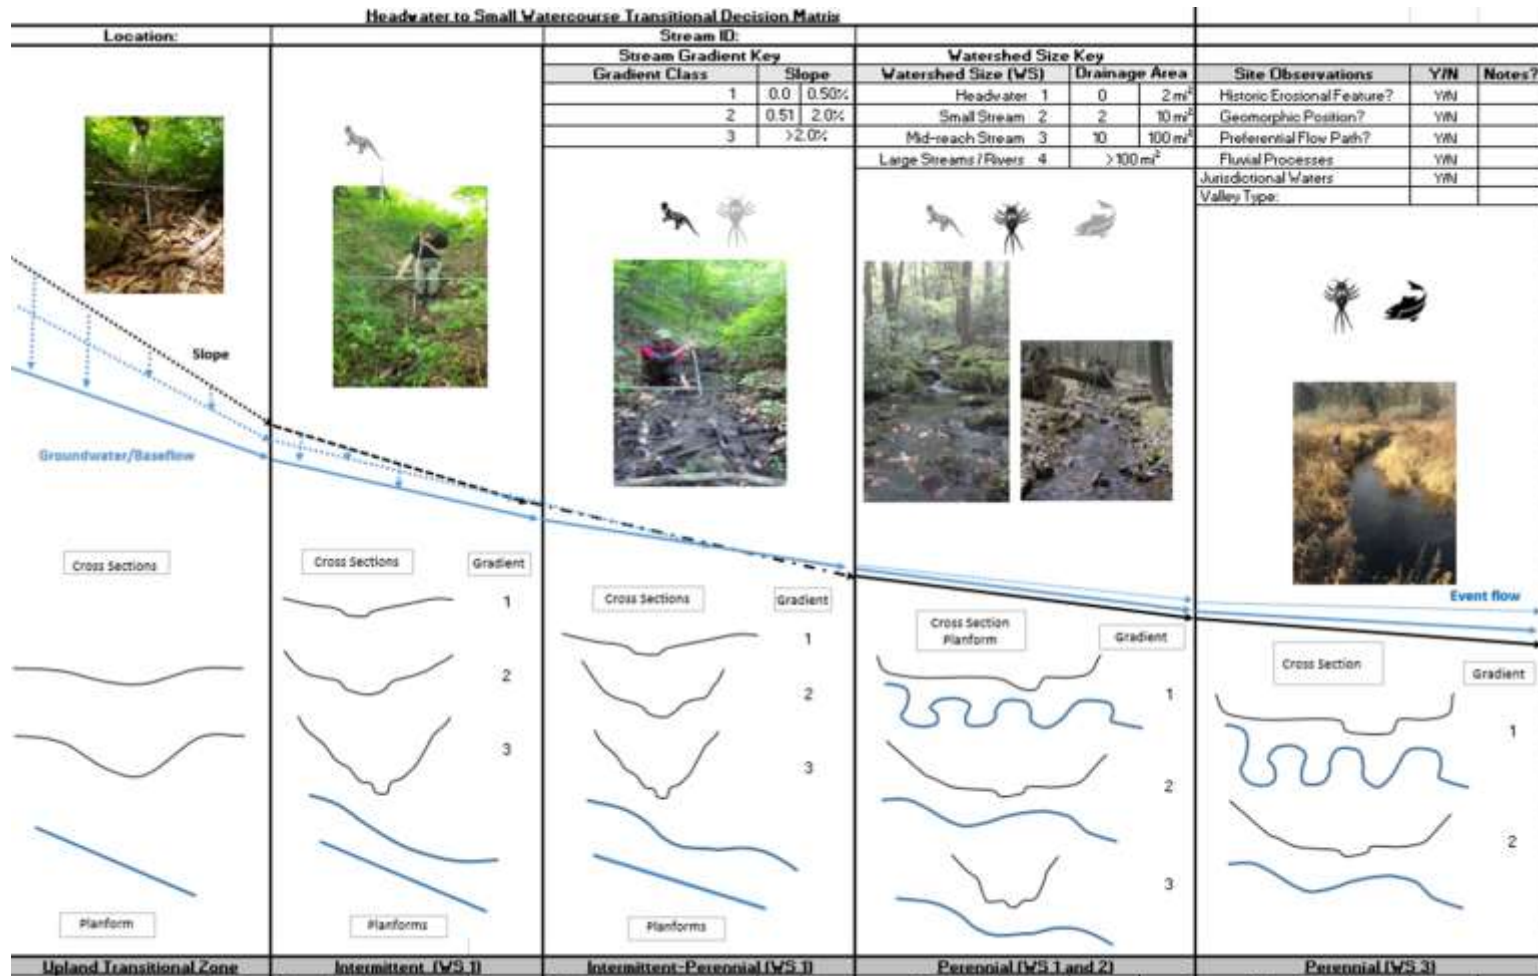 Headwater to Small Watercourse Transitional Decision Matrix
Location:
Stream ID:
Stream Gradient Key
Gradient Class Slope
1 0.0 0.50%
2 0.51 2.0%
3 >2.0%
Watershed Size Key
Watershed Size (WS) Drainage Area
Headwater 1 0 2 mi²
Small Stream 2 2 10 mi²
Mid-reach Stream 3 10 100 mi²
Large Streams / Rivers 4 >100 mi²
Site Observations Y/N Notes?
Historic Erosional Feature? Y/N
Geomorphic Position? Y/N
Preferential Flow Path? Y/N
Fluvial Processes Y/N
Jurisdictional Waters Y/N
Valley Type:
Slope
Groundwater/Baseflow
Event flow
Cross Sections
Planform
Upland Transitional Zone
Cross Sections Gradient
1
2
3
Planforms
Intermittent (WS 1)
Cross Sections Gradient
1
2
3
Planforms
Intermittent-Perennial (WS 1)
Cross Section
Planform
Gradient
1
2
3
Perennial (WS 1 and 2)
Cross Section
Gradient
1
2
Perennial (WS 3)